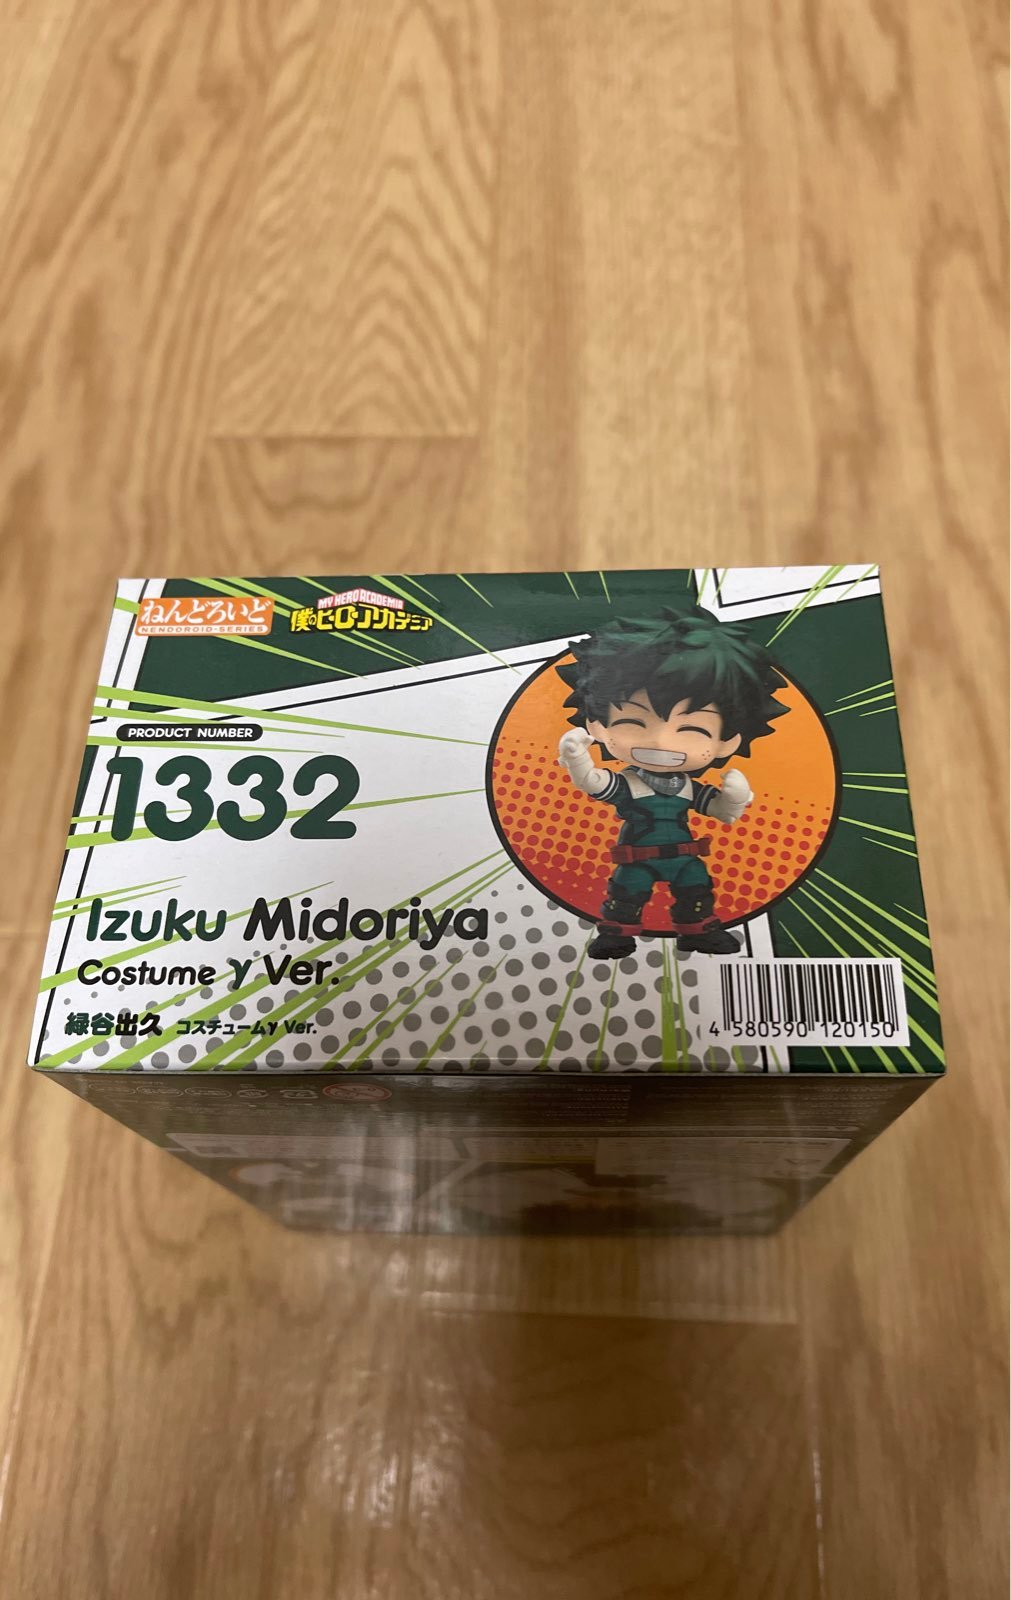 ねんどろいど
NENDOROID-SERIES
MY HERO ACADEMIA
僕のヒーローアカデミア
PRODUCT NUMBER
1332
Izuku Midoriya
Costume γ Ver.
緑谷出久 コスチュームγ Ver.
4 580590 120150